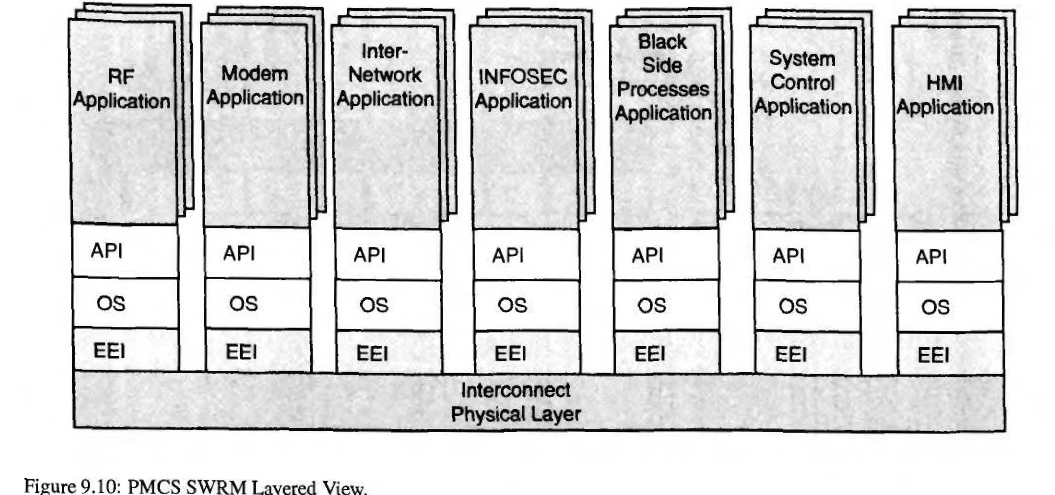 RF
Application
Modem
Application
Inter-
Network
Application
INFOSEC
Application
Black
Side
Processes
Application
System
Control
Application
HMI
Application
API
API
API
API
API
API
API
OS
OS
OS
OS
OS
OS
OS
EEI
EEI
EEI
EEI
EEI
EEI
EEI
Interconnect
Physical Layer
Figure 9.10: PMCS SWRM Layered View.